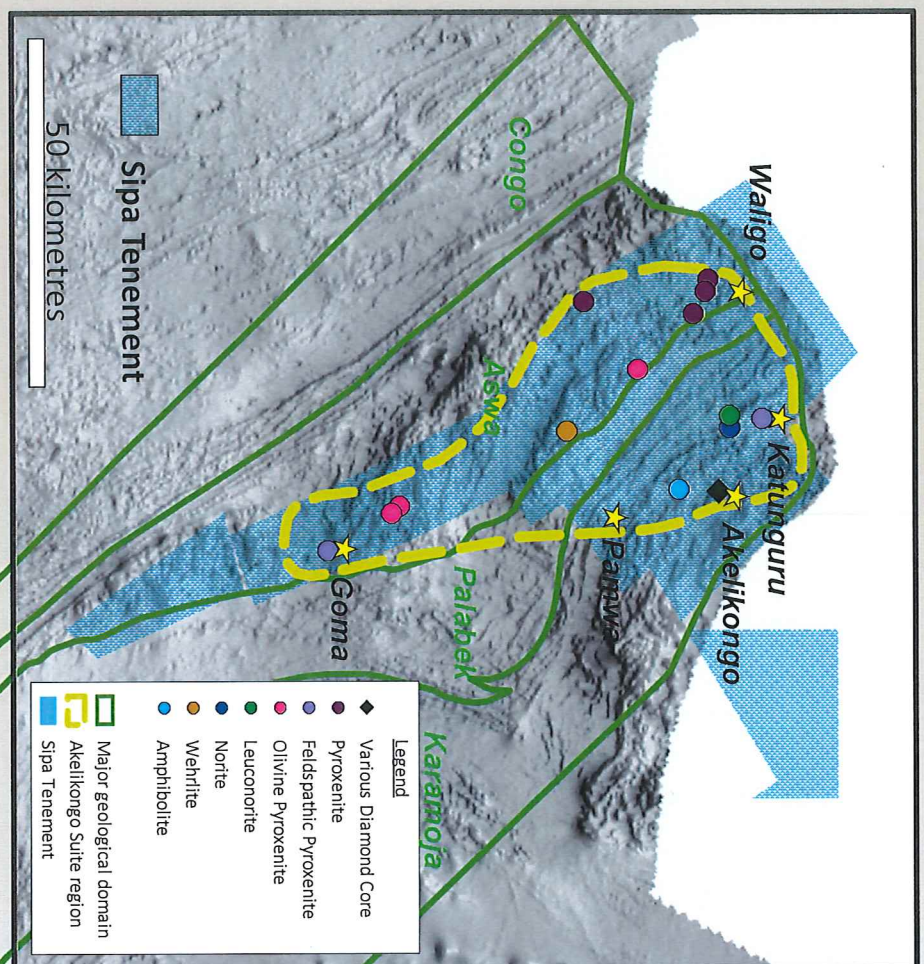 Waligo
Katunguru
Akelikongo
Pamwa
Congo
Aswa
Palabek
Karamoja
Goma
Legend
Various Diamond Core
Pyroxenite
Feldspathic Pyroxenite
Olivine Pyroxenite
Leuconorite
Norite
Wehrlite
Amphibolite
Major geological domain
Akelikongo Suite region
Sipa Tenement
Sipa Tenement
50 kilometres